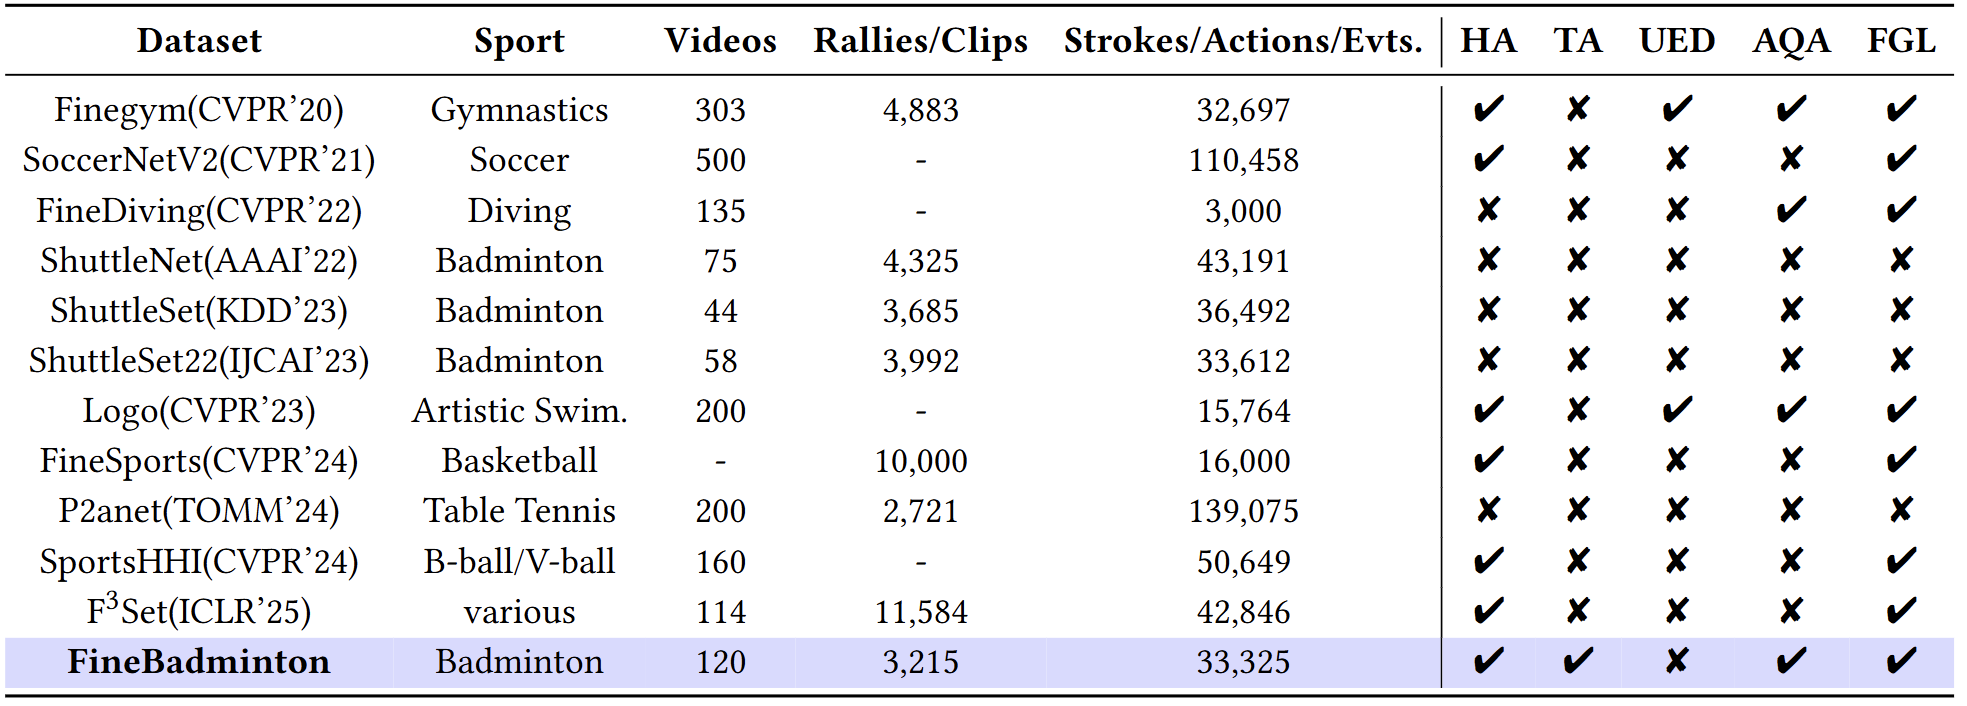 Dataset Sport Videos Rallies/Clips Strokes/Actions/Evts. HA TA UED AQA FGL
Finegym(CVPR’20) Gymnastics 303 4,883 32,697 ✔ ✘ ✔ ✔ ✔
SoccerNetV2(CVPR’21) Soccer 500 - 110,458 ✔ ✘ ✘ ✘ ✔
FineDiving(CVPR’22) Diving 135 - 3,000 ✘ ✘ ✘ ✔ ✔
ShuttleNet(AAAI’22) Badminton 75 4,325 43,191 ✘ ✘ ✘ ✘ ✘
ShuttleSet(KDD’23) Badminton 44 3,685 36,492 ✘ ✘ ✘ ✘ ✘
ShuttleSet22(IJCAI’23) Badminton 58 3,992 33,612 ✘ ✘ ✘ ✘ ✘
Logo(CVPR’23) Artistic Swim. 200 - 15,764 ✔ ✘ ✔ ✔ ✔
FineSports(CVPR’24) Basketball - 10,000 16,000 ✔ ✘ ✘ ✘ ✔
P2anet(TOMM’24) Table Tennis 200 2,721 139,075 ✘ ✘ ✘ ✘ ✘
SportsHHI(CVPR’24) B-ball/V-ball 160 - 50,649 ✔ ✘ ✘ ✘ ✔
F³Set(ICLR’25) various 114 11,584 42,846 ✔ ✘ ✘ ✘ ✔
FineBadminton Badminton 120 3,215 33,325 ✔ ✔ ✘ ✔ ✔